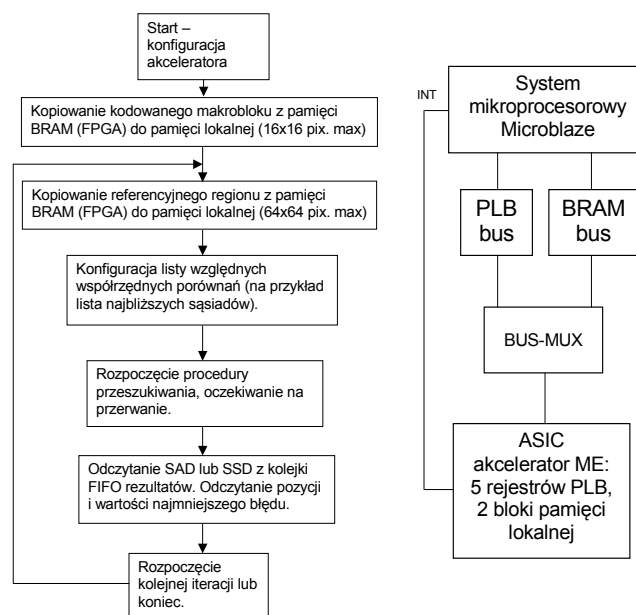 Start –
konfiguracja
akceleratora
Kopiowanie kodowanego makrobloku z pamięci
BRAM (FPGA) do pamięci lokalnej (16x16 pix. max)
Kopiowanie referencyjnego regionu z pamięci
BRAM (FPGA) do pamięci lokalnej (64x64 pix. max)
Konfiguracja listy względnych
współrzędnych porównań (na przykład
lista najbliższych sąsiadów).
Rozpoczęcie procedury
przeszukiwania, oczekiwanie na
przerwanie.
Odczytanie SAD lub SSD z kolejki
FIFO rezultatów. Odczytanie pozycji
i wartości najmniejszego błędu.
Rozpoczęcie
kolejnej iteracji lub
koniec.
INT
System
mikroprocesorowy
Microblaze
PLB
bus
BRAM
bus
BUS-MUX
ASIC
akcelerator ME:
5 rejestrów PLB,
2 bloki pamięci
lokalnej